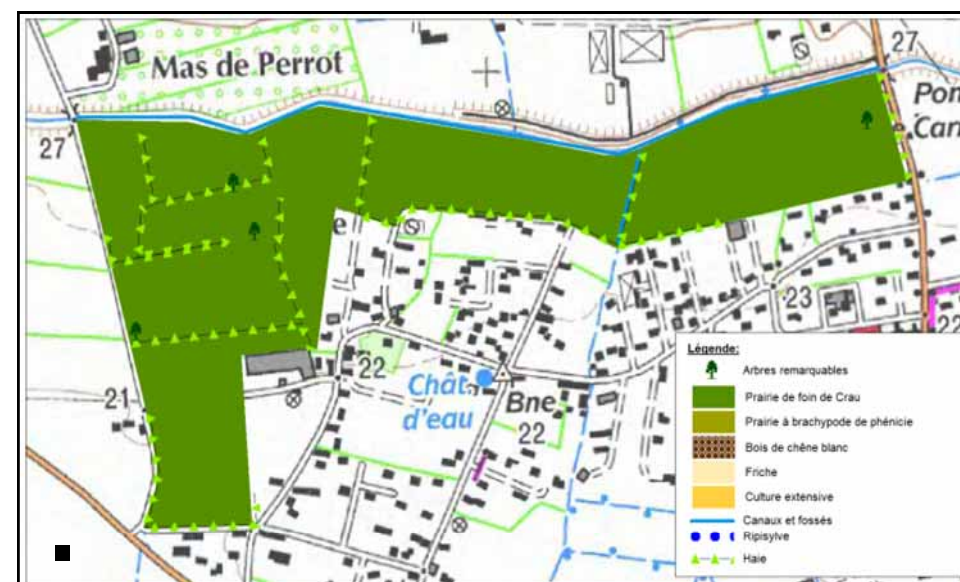 Mas de Perrot
27
27
Pon
Can
e
23
22
22
21
Chât.
d'eau
Bne
22
Légende:
Arbres remarquables
Prairie de foin de Crau
Prairie à brachypode de phénicie
Bois de chêne blanc
Friche
Culture extensive
Canaux et fossés
Ripisylve
Haie